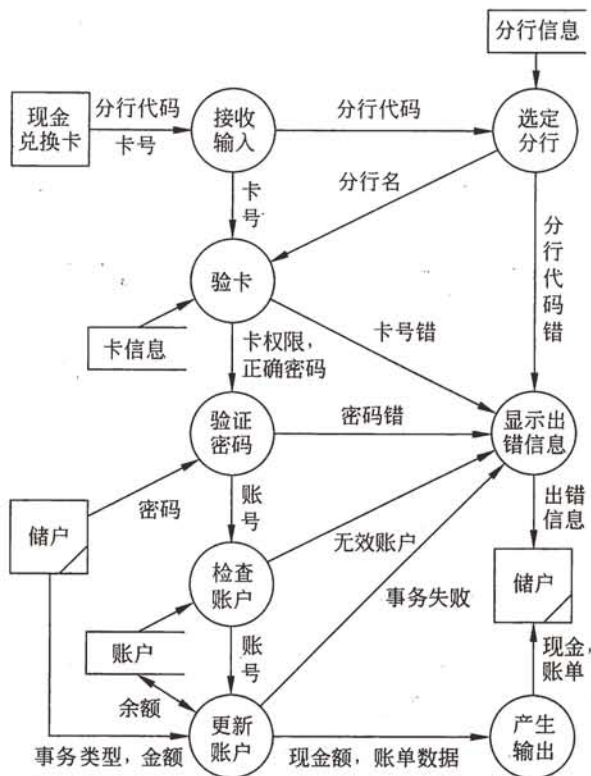 分行信息
现金
兑换卡
分行代码
卡号
接收
输入
分行代码
选定
分行
卡
号
分行名
分
行
代
码
错
验卡
卡信息
卡权限，
正确密码
卡号错
验证
密码
密码错
显示出
错信息
储户
密码
账
号
无效账户
出错
信息
检查
账户
事务失败
储户
账户
账
号
现金，
账单
余额
更新
账户
产生
输出
事务类型，金额
现金额，账单数据